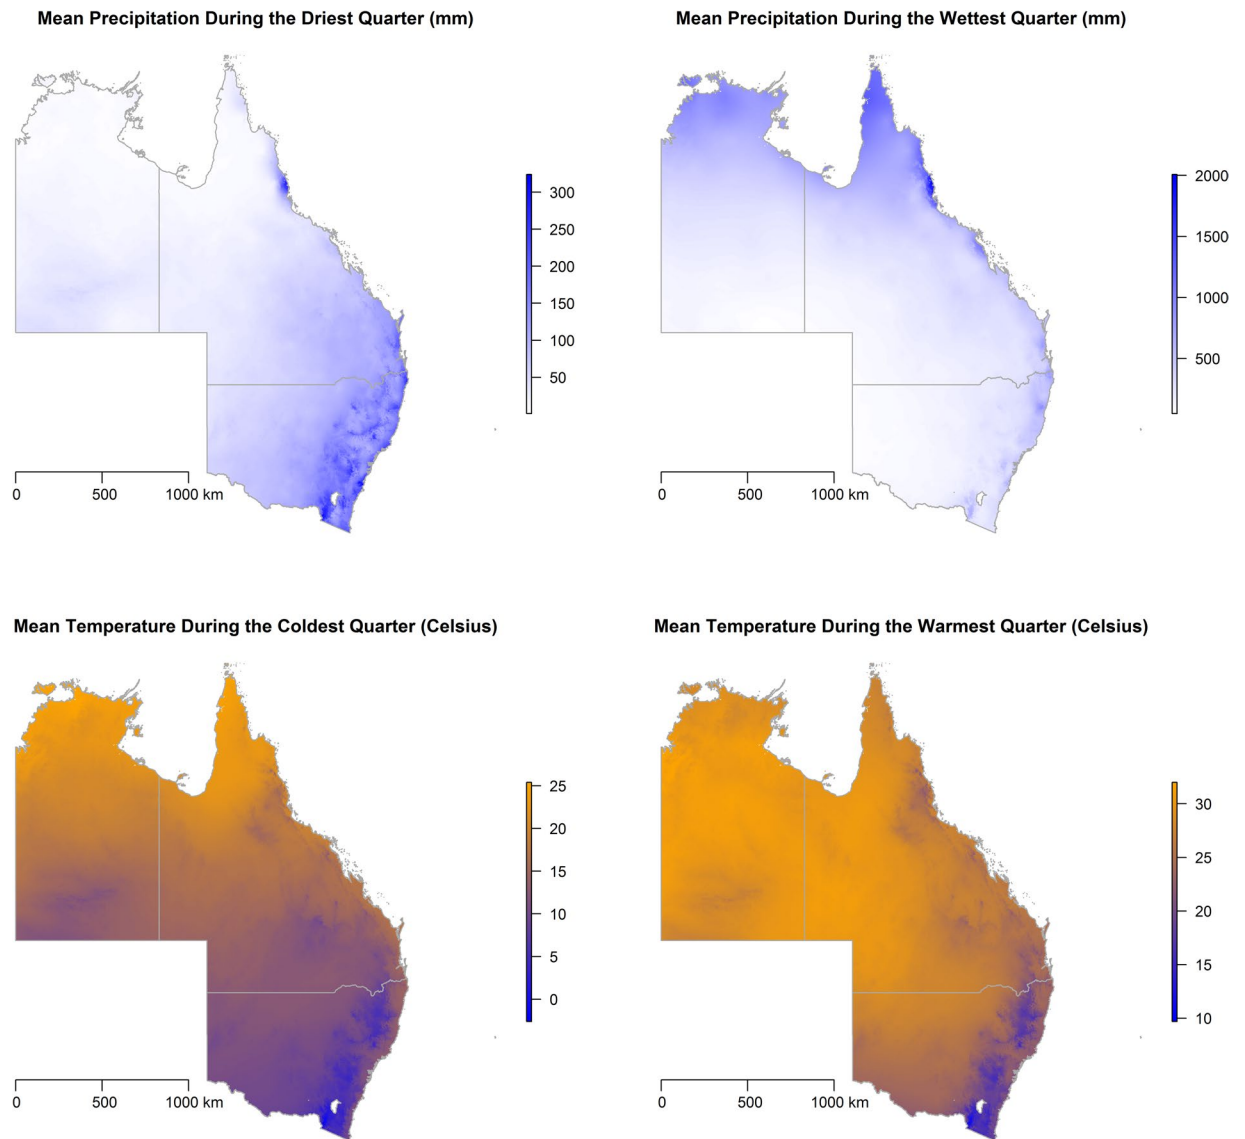 Mean Precipitation During the Driest Quarter (mm)
300
250
200
150
100
50
0 500 1000 km
Mean Precipitation During the Wettest Quarter (mm)
2000
1500
1000
500
0 500 1000 km
Mean Temperature During the Coldest Quarter (Celsius)
25
20
15
10
5
0
0 500 1000 km
Mean Temperature During the Warmest Quarter (Celsius)
30
25
20
15
10
0 500 1000 km